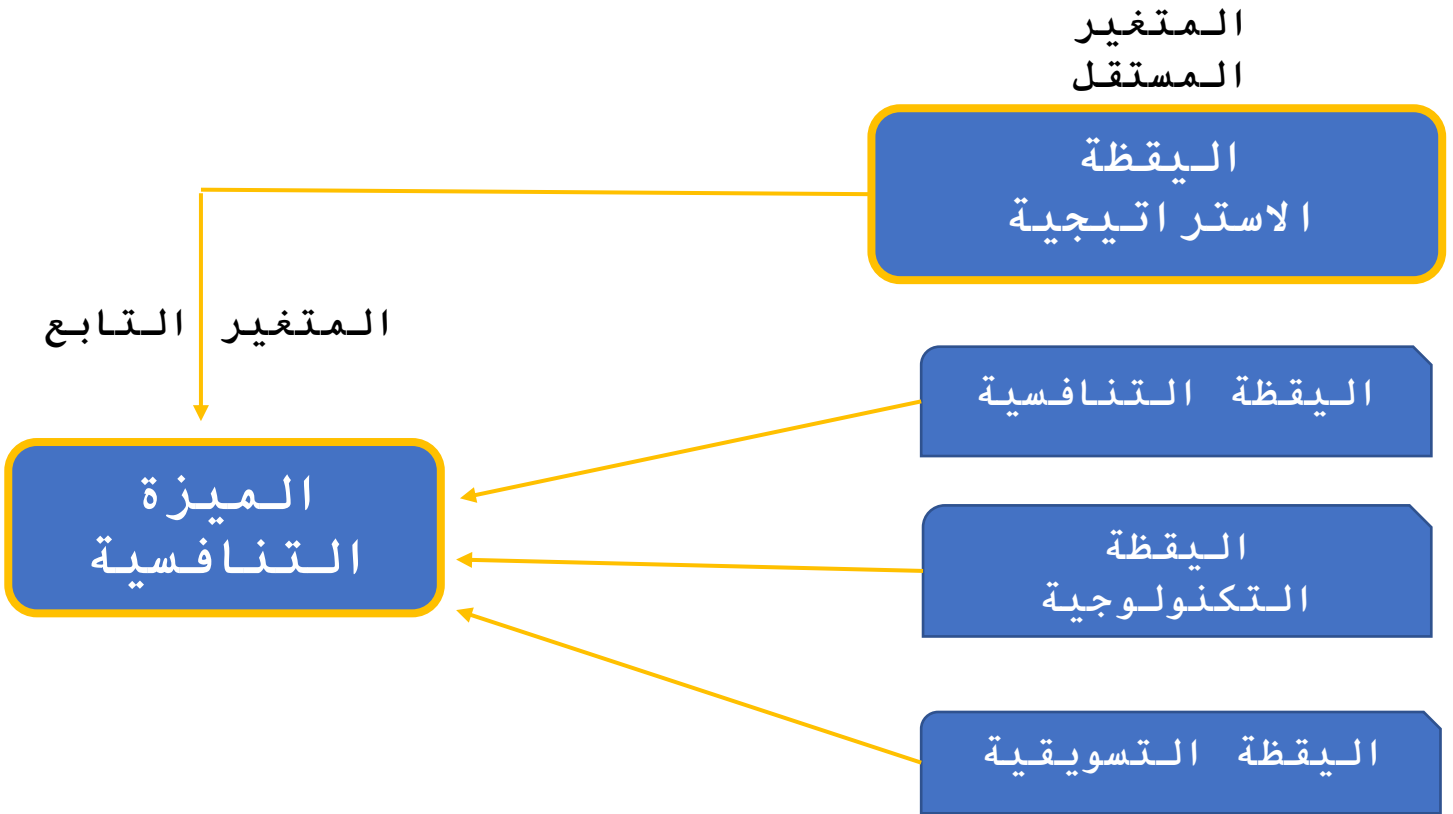 المتغير
المستقل
اليقظة
الاستراتيجية
المتغير التابع
اليقظة التنافسية
الميزة
التنافسية
اليقظة
التكنولوجية
اليقظة التسويقية